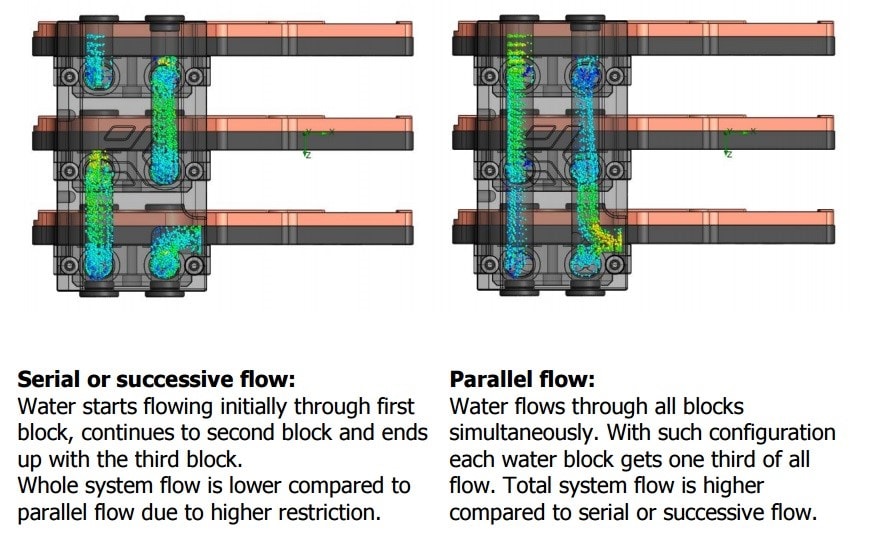 Serial or successive flow:
Water starts flowing initially through first
block, continues to second block and ends
up with the third block.
Whole system flow is lower compared to
parallel flow due to higher restriction.
Parallel flow:
Water flows through all blocks
simultaneously. With such configuration
each water block gets one third of all
flow. Total system flow is higher
compared to serial or successive flow.